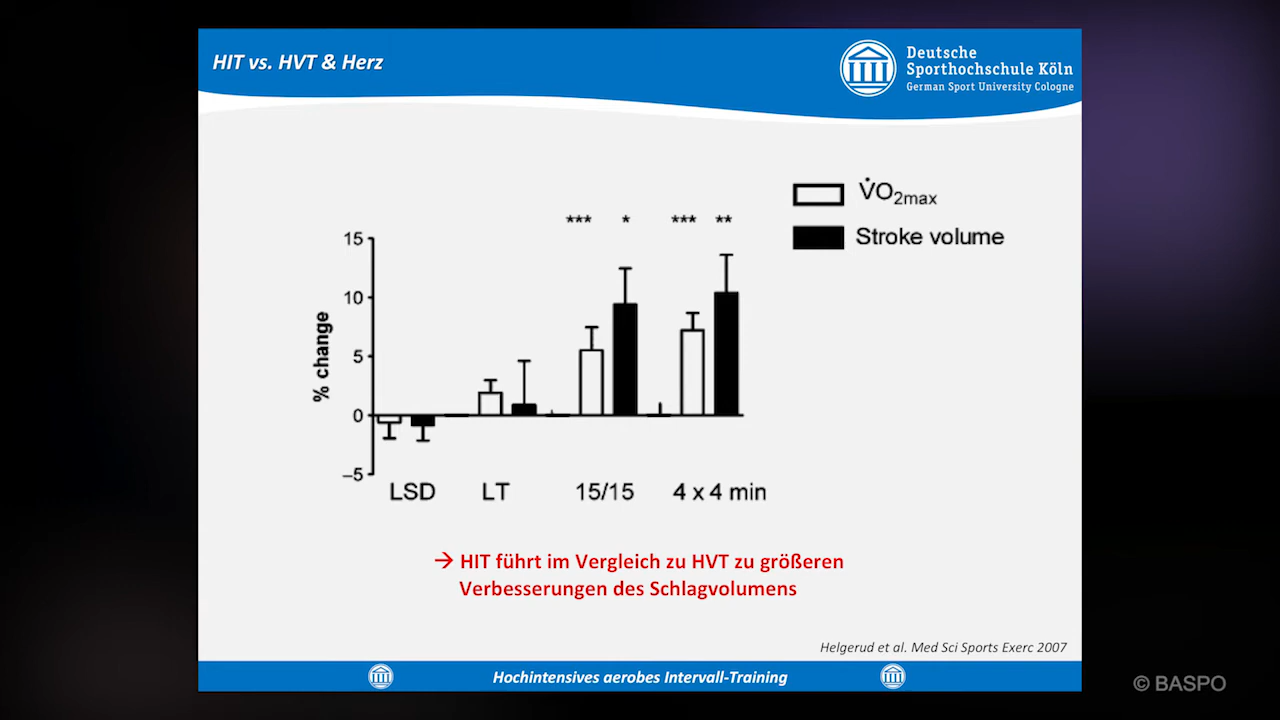 HIT vs. HVT & Herz
Deutsche
Sporthochschule Köln
German Sport University Cologne
V̇O2max
Stroke volume
*** * *** **
15
10
5
0
–5
% change
LSD LT 15/15 4 x 4 min
→ HIT führt im Vergleich zu HVT zu größeren
Verbesserungen des Schlagvolumens
Helgerud et al. Med Sci Sports Exerc 2007
Hochintensives aerobes Intervall-Training
© BASPO